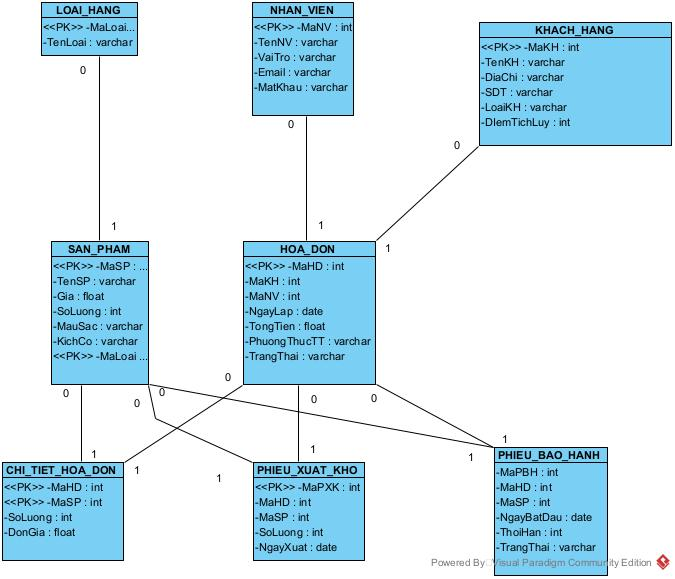 LOAI_HANG
<<PK>> -MaLoai...
-TenLoai : varchar
NHAN_VIEN
<<PK>> -MaNV : int
-TenNV : varchar
-VaiTro : varchar
-Email : varchar
-MatKhau : varchar
KHACH_HANG
<<PK>> -MaKH : int
-TenKH : varchar
-DiaChi : varchar
-SDT : varchar
-LoaiKH : varchar
-DIemTichLuy : int
0
0
0
1
1
1
SAN_PHAM
<<PK>> -MaSP : ...
-TenSP : varchar
-Gia : float
-SoLuong : int
-MauSac : varchar
-KichCo : varchar
<<PK>> -MaLoai ...
HOA_DON
<<PK>> -MaHD : int
-MaKH : int
-MaNV : int
-NgayLap : date
-TongTien : float
-PhuongThucTT : varchar
-TrangThai : varchar
0
0
0
0
0
0
1
1
1
1
1
1
CHI_TIET_HOA_DON
<<PK>> -MaHD : int
<<PK>> -MaSP : int
-SoLuong : int
-DonGia : float
PHIEU_XUAT_KHO
<<PK>> -MaPXK : int
-MaHD : int
-MaSP : int
-SoLuong : int
-NgayXuat : date
PHIEU_BAO_HANH
-MaPBH : int
-MaHD : int
-MaSP : int
-NgayBatDau : date
-ThoiHan : int
-TrangThai : varchar
Powered By Visual Paradigm Community Edition